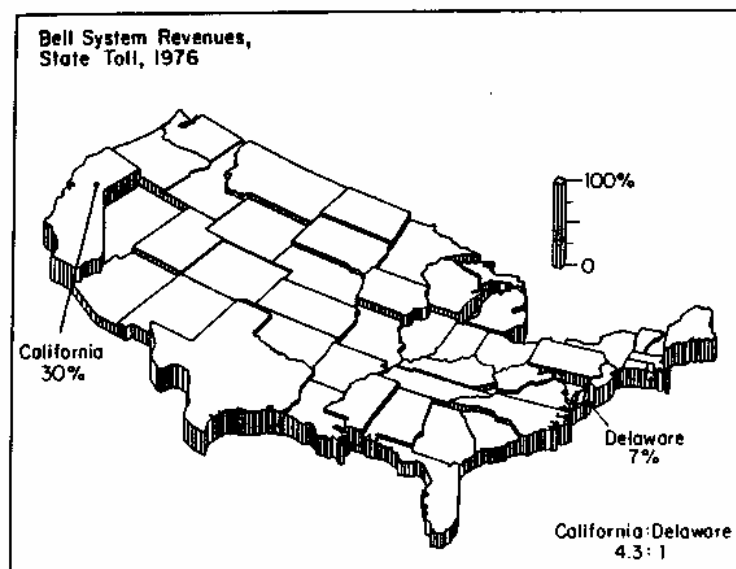 Bell System Revenues,
State Toll, 1976
100%
0
California
30%
Delaware
7%
California:Delaware
4.3:1